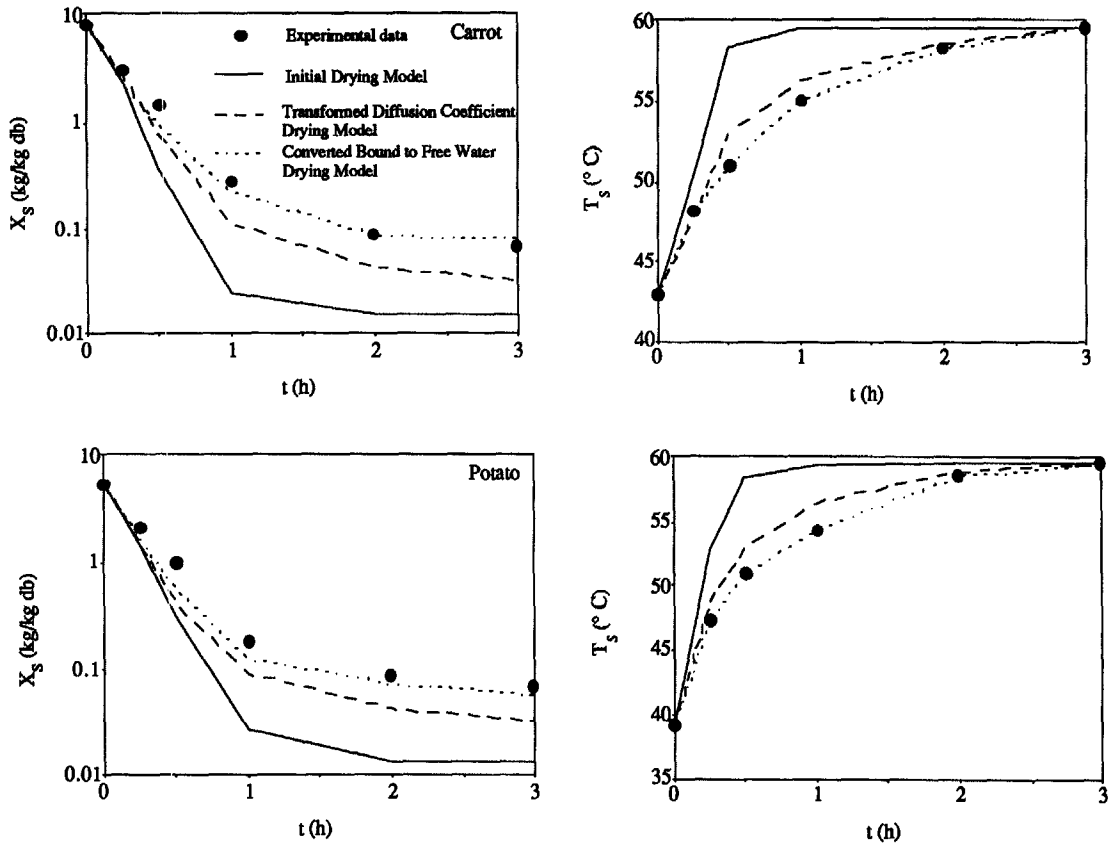 10
1
0.1
0.01
X_s (kg/kg db)
0
1
2
3
t (h)
Carrot
Experimental data
Initial Drying Model
Transformed Diffusion Coefficient
Drying Model
Converted Bound to Free Water
Drying Model
60
55
50
45
40
T_s (° C)
0
1
2
3
t (h)
10
1
0.1
0.01
X_s (kg/kg db)
0
1
2
3
t (h)
Potato
60
55
50
45
40
35
T_s (° C)
0
1
2
3
t (h)